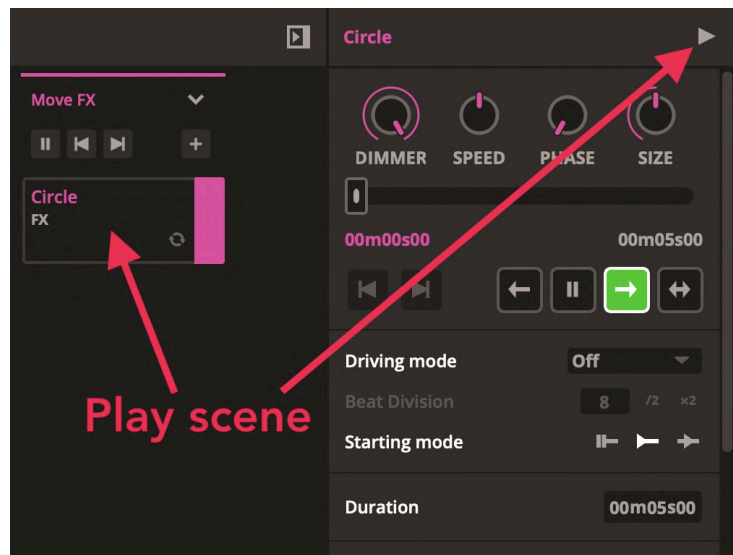 Circle
Move FX
DIMMER SPEED PHASE SIZE
Circle
FX
00m00s00 00m05s00
Driving mode Off
Beat Division 8 /2 ×2
Play scene
Starting mode
Duration 00m05s00